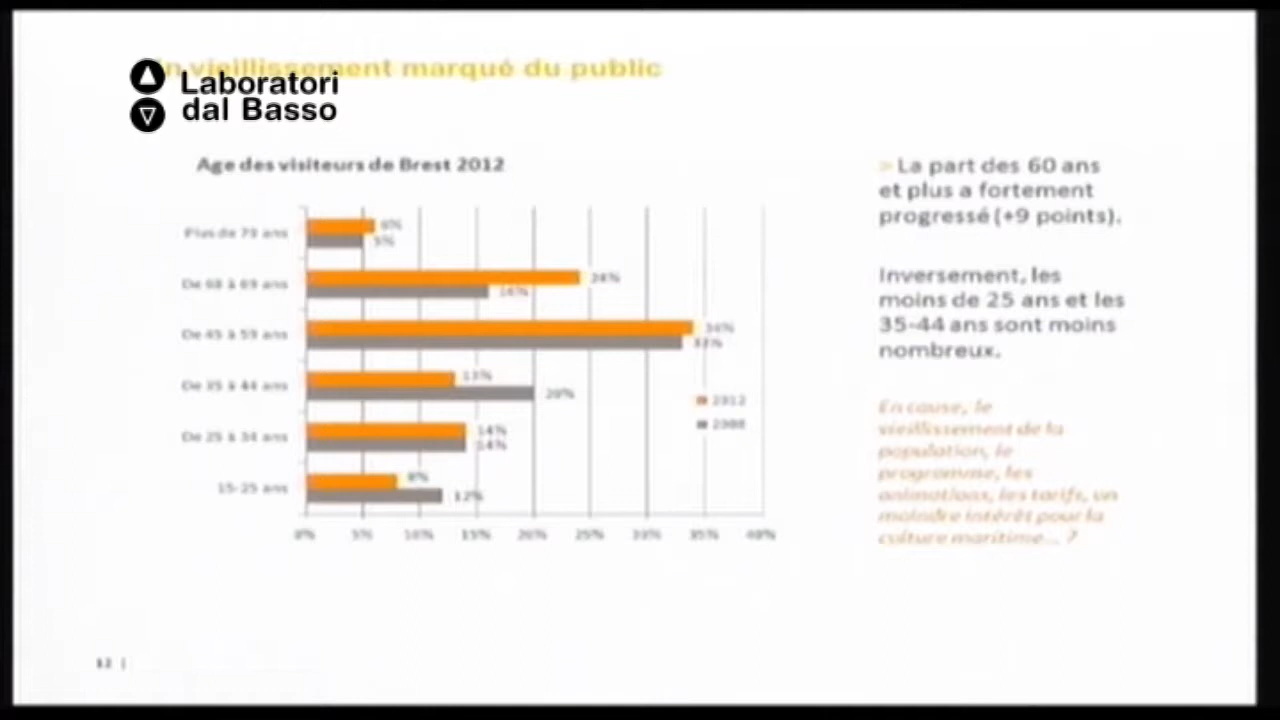 un vieillissement marqué du public
Laboratori
dal Basso
Age des visiteurs de Brest 2012
Plus de 70 ans
6%
5%
De 60 à 69 ans
24%
16%
De 45 à 59 ans
34%
33%
De 35 à 44 ans
13%
20%
2012
2008
De 25 à 34 ans
14%
14%
15-25 ans
8%
12%
0% 5% 10% 15% 20% 25% 30% 35% 40%
> La part des 60 ans
et plus a fortement
progressé (+9 points).
Inversement, les
moins de 25 ans et les
35-44 ans sont moins
nombreux.
En cause, le
vieillissement de la
population, le
programme, les
animations, les tarifs, un
moindre intérêt pour la
culture maritime... ?
12 |